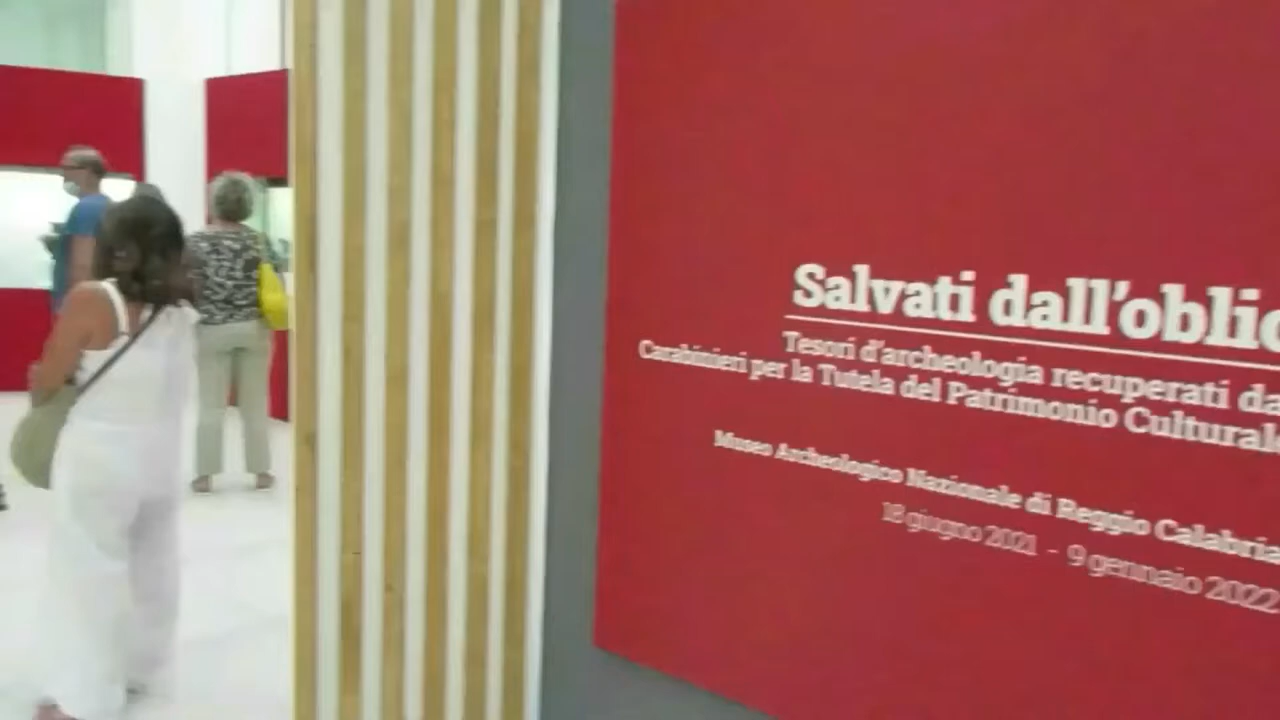 Salvati dall'oblio
Tesori d'archeologia recuperati da
Carabinieri per la Tutela del Patrimonio Culturale
Museo Archeologico Nazionale di Reggio Calabria
18 giugno 2021 - 9 gennaio 2022